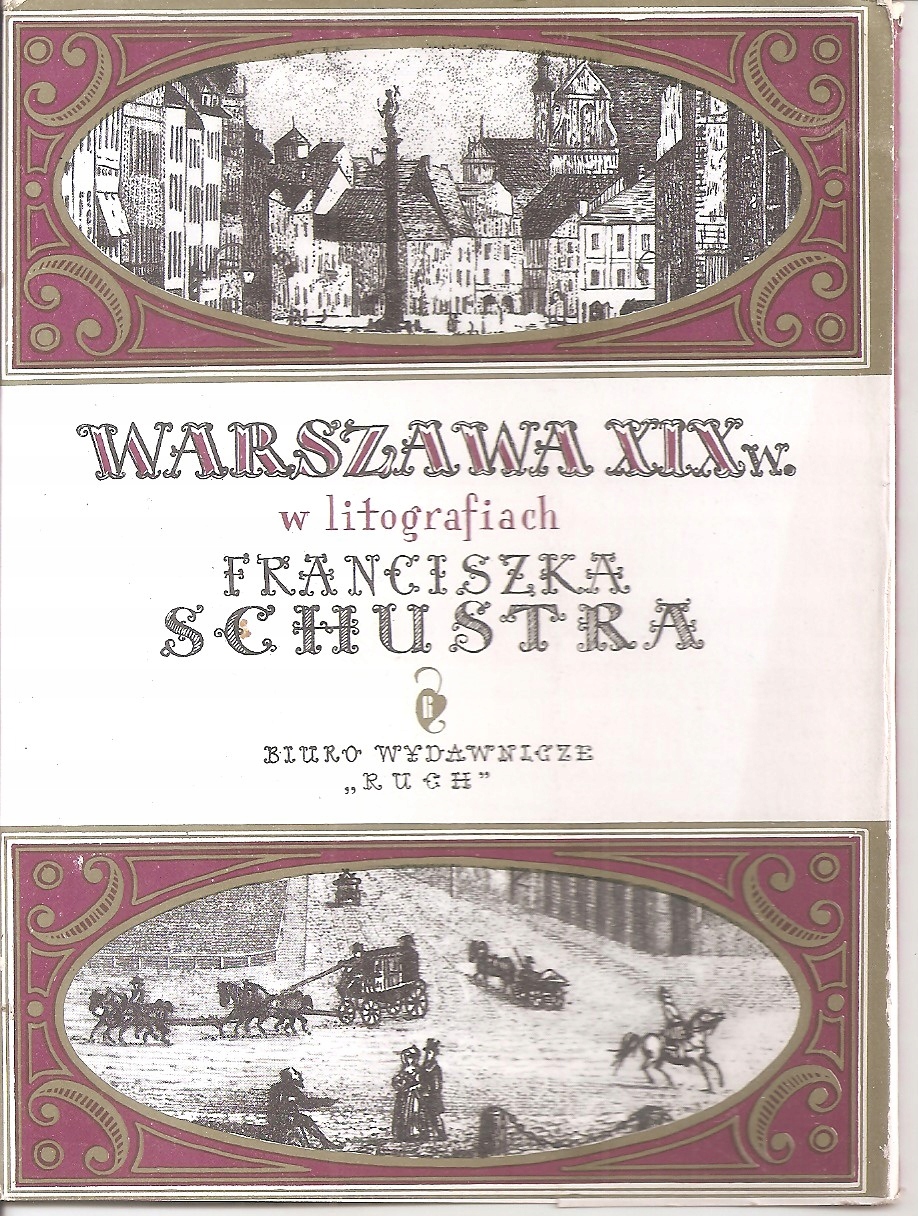 WARSZAWA XIX w.
w litografiach
FRANCISZKA
SCHUSTRA
R
BIURO WYDAWNICZE
„RUCH”